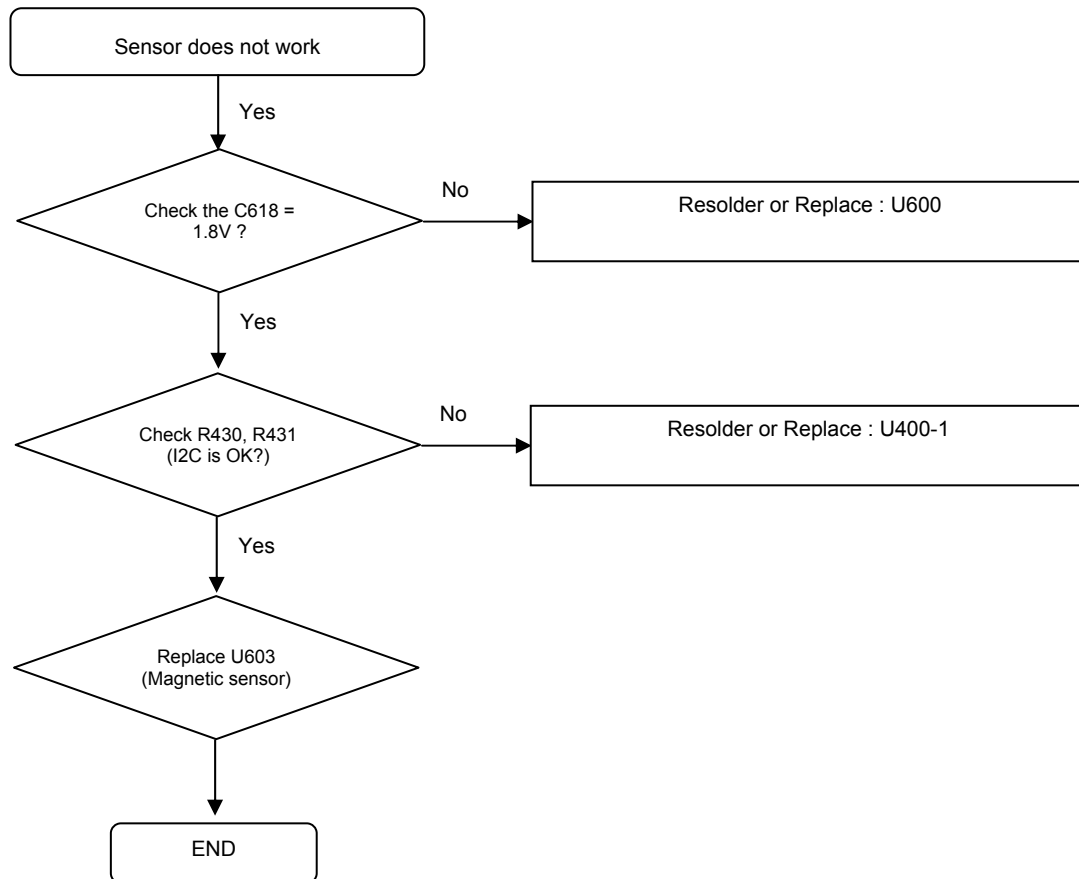 Sensor does not work
Yes
Check the C618 =
1.8V ?
No
Resolder or Replace : U600
Yes
Check R430, R431
(I2C is OK?)
No
Resolder or Replace : U400-1
Yes
Replace U603
(Magnetic sensor)
END